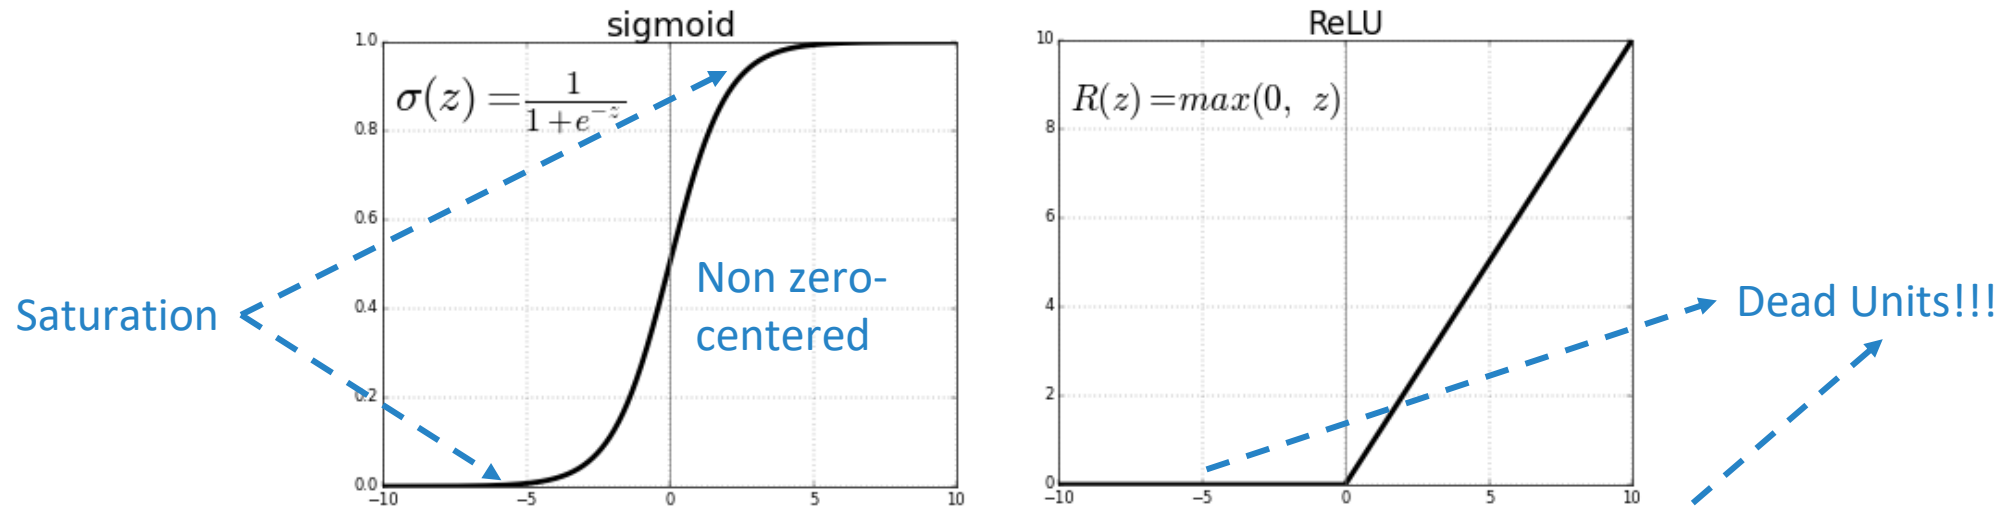 sigmoid
σ(z) = 1 / (1 + e^{-z})
1.0
0.8
0.6
0.4
0.2
0.0
-10 -5 0 5 10
Saturation
Non zero-
centered
ReLU
R(z) = max(0, z)
10
8
6
4
2
0
-10 -5 0 5 10
Dead Units!!!